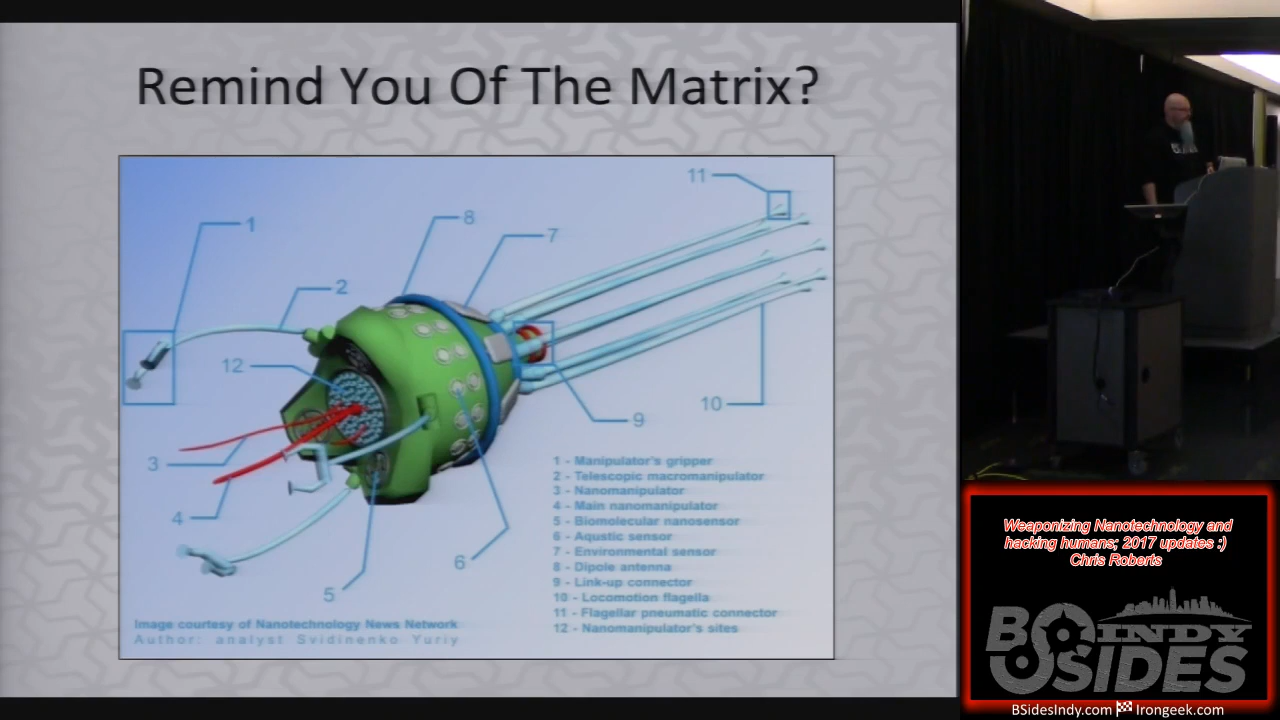 Remind You Of The Matrix?
1
2
3
4
5
6
7
8
9
10
11
12
1 - Manipulator's gripper
2 - Telescopic macromanipulator
3 - Nanomanipulator
4 - Main nanomanipulator
5 - Biomolecular nanosensor
6 - Aqustic sensor
7 - Environmental sensor
8 - Dipole antenna
9 - Link-up connector
10 - Locomotion flagella
11 - Flagellar pneumatic connector
12 - Nanomanipulator's sites
Image courtesy of Nanotechnology News Network
Author: analyst Svidinenko Yuriy
Weaponizing Nanotechnology and
hacking humans; 2017 updates :)
Chris Roberts
BSIDES
INDY
BSidesIndy.com Irongeek.com